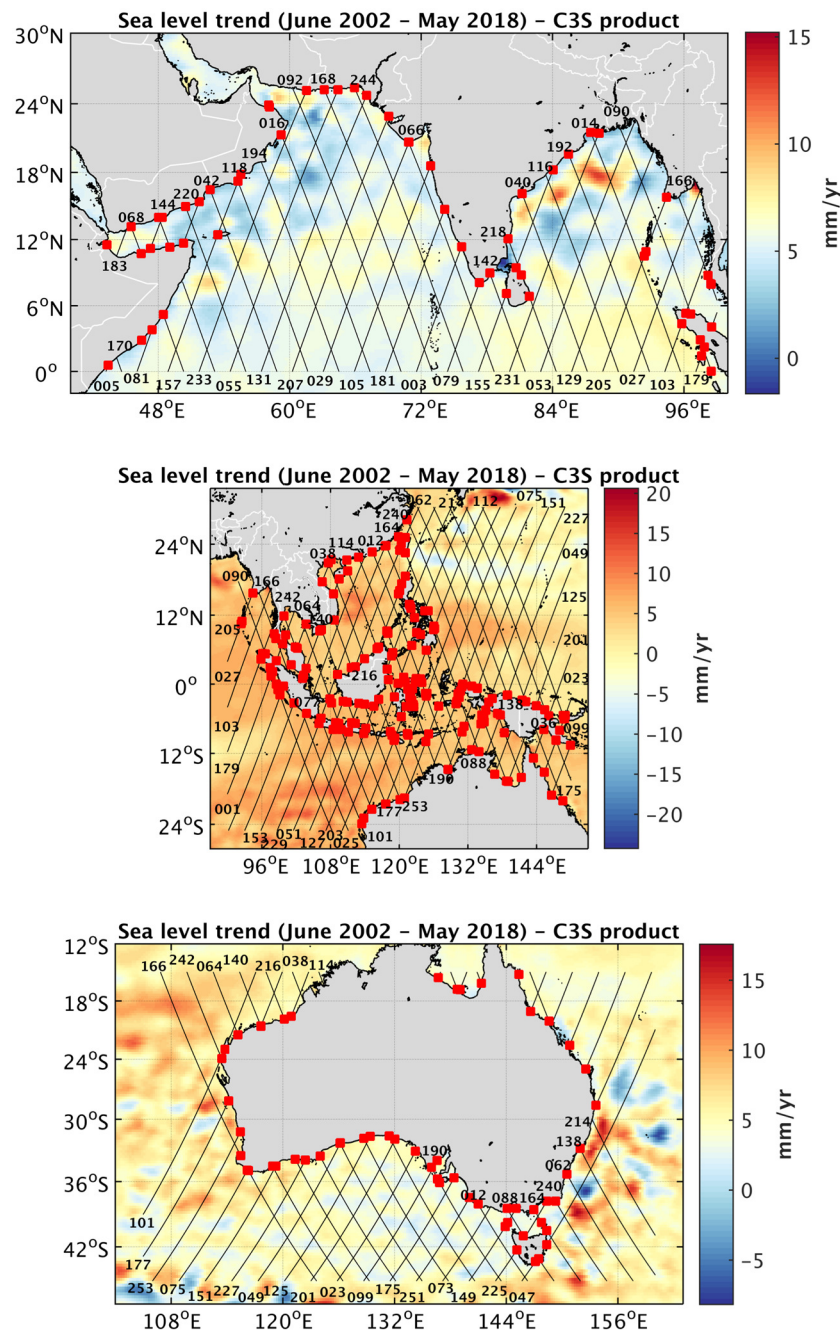 Sea level trend (June 2002 – May 2018) – C3S product
30°N
24°N
18°N
12°N
6°N
0°
48°E 60°E 72°E 84°E 96°E
092 168 244
016
066
194
118
042
220
144
068
183
170
005 081 157 233 055 131 207 029 105 181 003 079 155 231 053 129 205 027 103 179
090
014
192
116
040
166
218
142
15
10
5
0
mm/yr
Sea level trend (June 2002 – May 2018) – C3S product
24°N
12°N
0°
12°S
24°S
96°E 108°E 120°E 132°E 144°E
062 214 112 075 151
240
227
164
012
114
038
049
090 166
242
064
140
125
205
201
216
027
023
077
138
036
099
103
088
179
190
175
001
177 253
153 051 203 101
229 127 025
20
15
10
5
0
−5
−10
−15
−20
mm/yr
Sea level trend (June 2002 – May 2018) – C3S product
12°S
18°S
24°S
30°S
36°S
42°S
108°E 120°E 132°E 144°E 156°E
166 242 064 140 216 038 114
214
138
190
062
240
012 088 164
101
177
253 075 151 227 049 125 201 023 099 175 251 073 149 225 047
15
10
5
0
−5
mm/yr